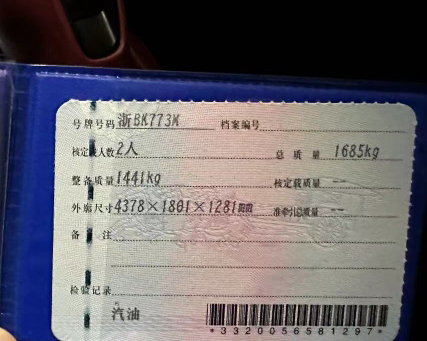 号牌号码 浙BK773K 档案编号
核定载人数 2人 总质量 1685kg
整备质量 1441kg 核定载质量 --
外廓尺寸 4378×1801×1281mm 准牵引总质量 --
备注
检验记录
汽油
*3320056581297*